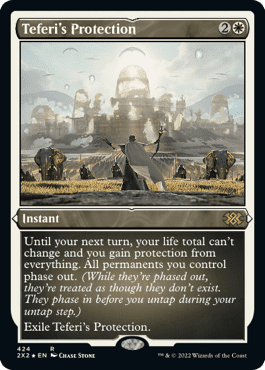 Teferi's Protection 2
Instant
Until your next turn, your life total can't
change and you gain protection from
everything. All permanents you control
phase out. (While they're phased out,
they're treated as though they don't exist.
They phase in before you untap during your
untap step.)
Exile Teferi's Protection.
424 R
2X2 ★ EN CHASE STONE
™ & © 2022 Wizards of the Coast